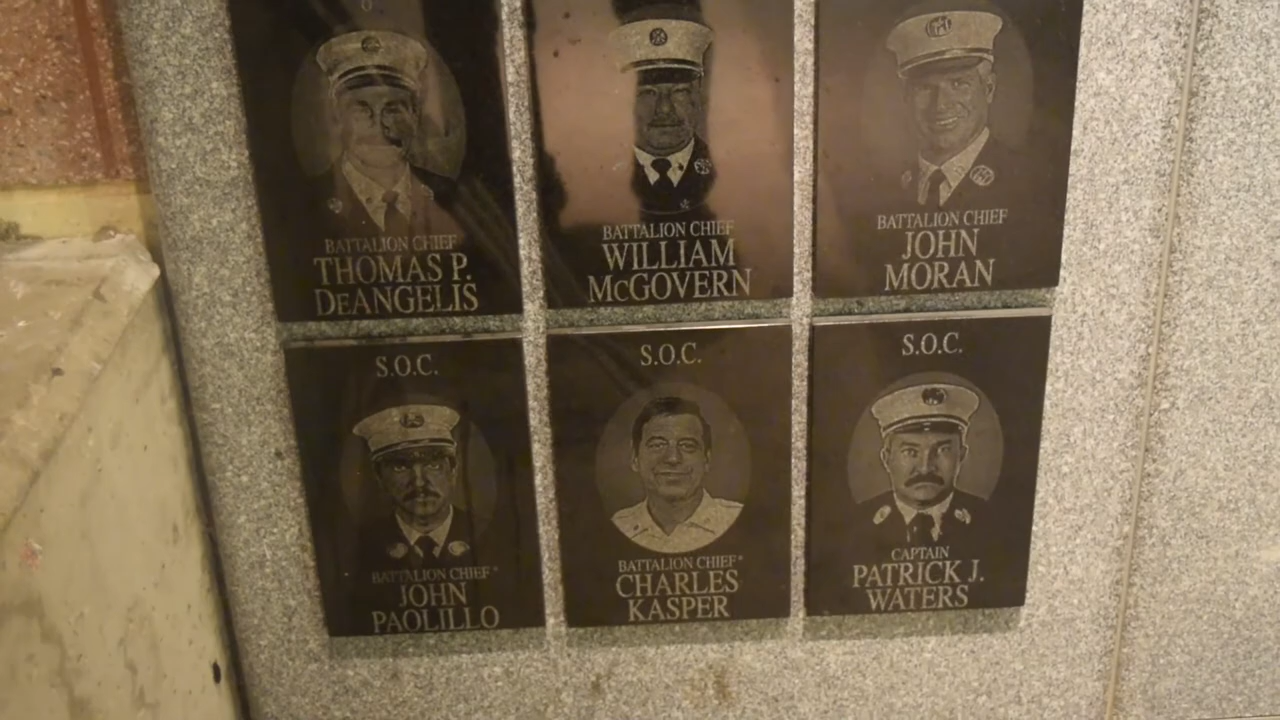 BATTALION CHIEF
THOMAS P.
DEANGELIS
BATTALION CHIEF
WILLIAM
McGOVERN
BATTALION CHIEF
JOHN
MORAN
S.O.C.
BATTALION CHIEF*
JOHN
PAOLILLO
S.O.C.
BATTALION CHIEF*
CHARLES
KASPER
S.O.C.
CAPTAIN
PATRICK J.
WATERS